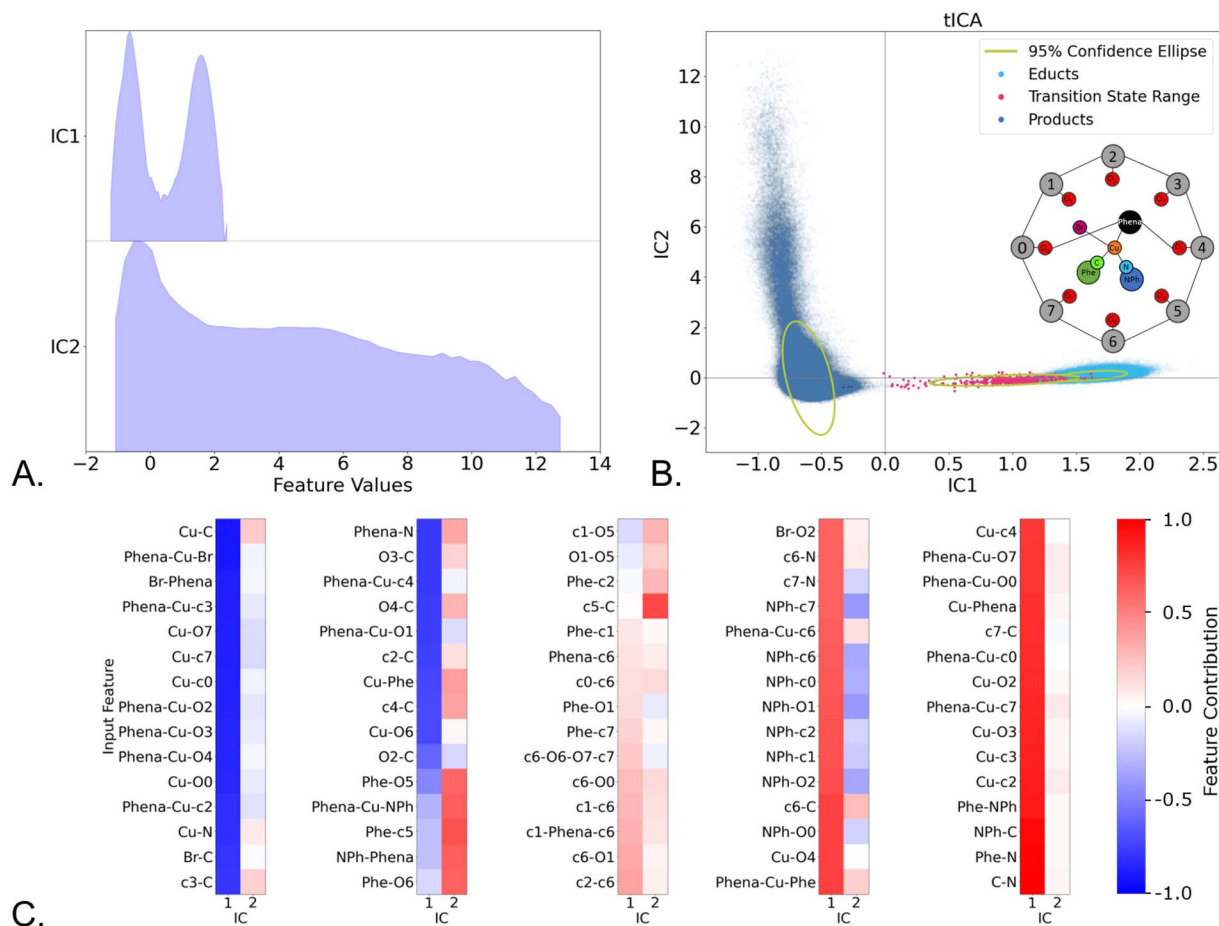 IC1
IC2
−2
0
2
4
6
8
10
12
14
Feature Values
A.
tICA
95% Confidence Ellipse
Educts
Transition State Range
Products
12
10
8
6
4
2
0
−2
IC2
−1.0
−0.5
0.0
0.5
1.0
1.5
2.0
2.5
IC1
B.
2
1
3
Phena
Br
0
Cu
4
C
N
Phe
NPh
7
5
6
Input Feature
Cu-C
Phena-Cu-Br
Br-Phena
Phena-Cu-c3
Cu-O7
Cu-c7
Cu-c0
Phena-Cu-O2
Phena-Cu-O3
Phena-Cu-O4
Cu-O0
Phena-Cu-c2
Cu-N
Br-C
c3-C
1 2
IC
Phena-N
O3-C
Phena-Cu-c4
O4-C
Phena-Cu-O1
c2-C
Cu-Phe
c4-C
Cu-O6
O2-C
Phe-O5
Phena-Cu-NPh
Phe-c5
NPh-Phena
Phe-O6
1 2
IC
c1-O5
O1-O5
Phe-c2
c5-C
Phe-c1
Phena-c6
c0-c6
Phe-O1
Phe-c7
c6-O6-O7-c7
c6-O0
c1-c6
c1-Phena-c6
c6-O1
c2-c6
1 2
IC
Br-O2
c6-N
c7-N
NPh-c7
Phena-Cu-c6
NPh-c6
NPh-c0
NPh-O1
NPh-c2
NPh-c1
NPh-O2
c6-C
NPh-O0
Cu-O4
Phena-Cu-Phe
1 2
IC
Cu-c4
Phena-Cu-O7
Phena-Cu-O0
Cu-Phena
c7-C
Phena-Cu-c0
Cu-O2
Phena-Cu-c7
Cu-O3
Cu-c3
Cu-c2
Phe-NPh
NPh-C
Phe-N
C-N
1 2
IC
1.0
0.5
0.0
-0.5
-1.0
Feature Contribution
C.